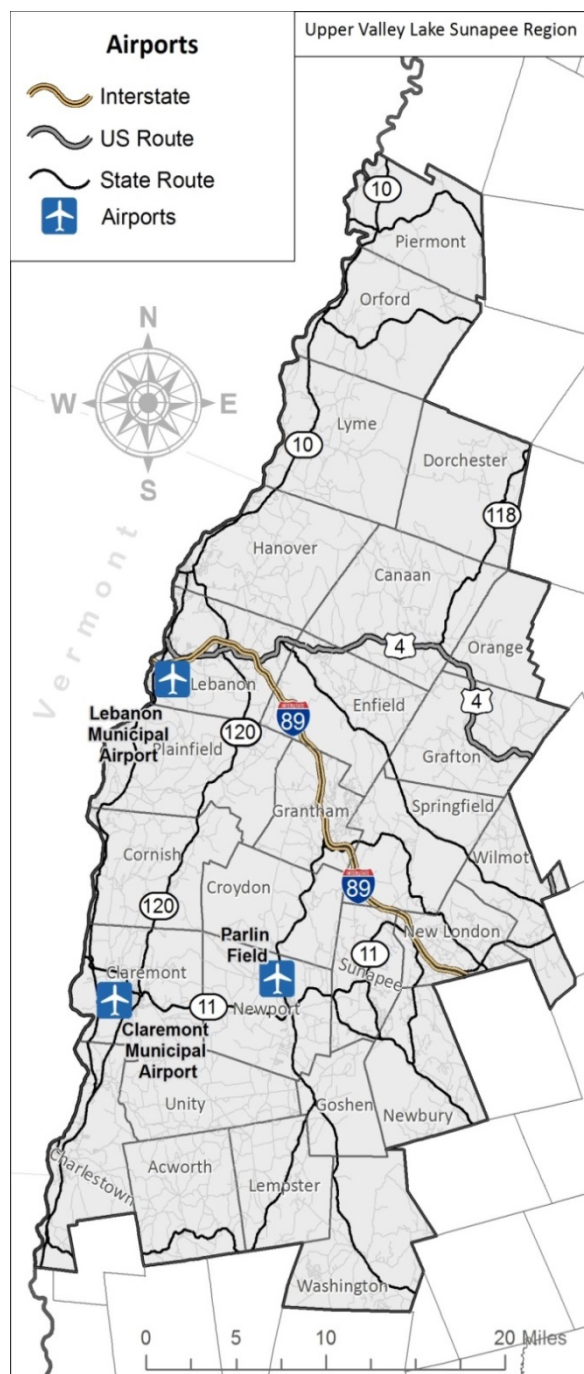 Upper Valley Lake Sunapee Region
Airports
Interstate
US Route
State Route
Airports
10
Piermont
Orford
N
W E
S
Lyme
10
Dorchester
118
Hanover
Canaan
Vermont
4
Orange
Lebanon
Enfield
4
Lebanon
Municipal
Airport
120
89
Plainfield
Grafton
Grantham
Springfield
Cornish
Wilmot
Croydon
89
120
Parlin
Field
New London
11
Sunapee
Claremont
11
Newport
Claremont
Municipal
Airport
Unity
Goshen
Newbury
Charlestown
Acworth
Lempster
Washington
0 5 10 20 Miles